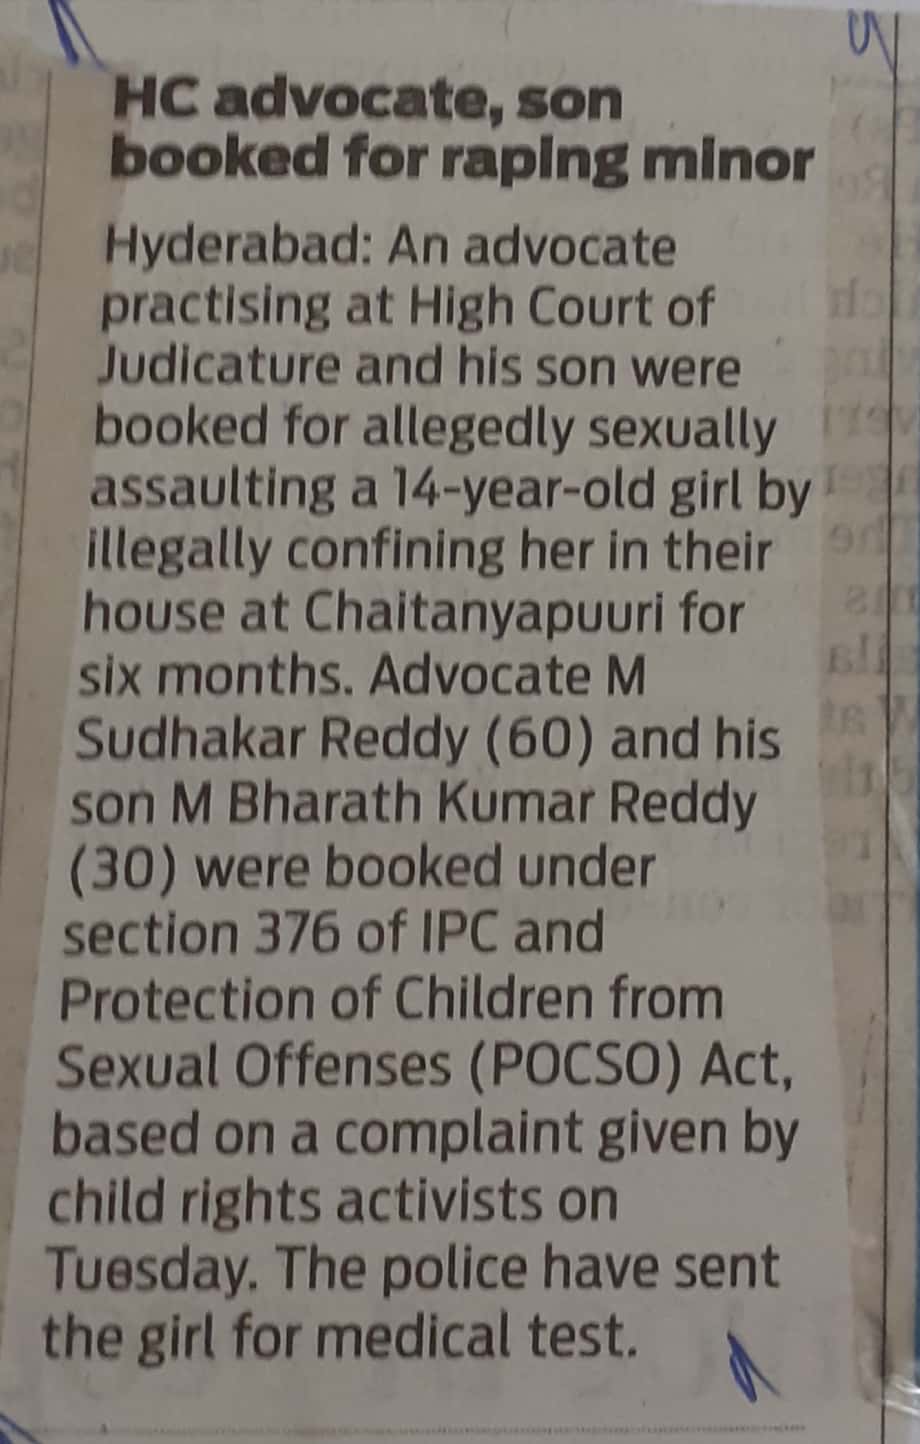 HC advocate, son
booked for raping minor
Hyderabad: An advocate
practising at High Court of
Judicature and his son were
booked for allegedly sexually
assaulting a 14-year-old girl by
illegally confining her in their
house at Chaitanyapuuri for
six months. Advocate M
Sudhakar Reddy (60) and his
son M Bharath Kumar Reddy
(30) were booked under
section 376 of IPC and
Protection of Children from
Sexual Offenses (POCSO) Act,
based on a complaint given by
child rights activists on
Tuesday. The police have sent
the girl for medical test.